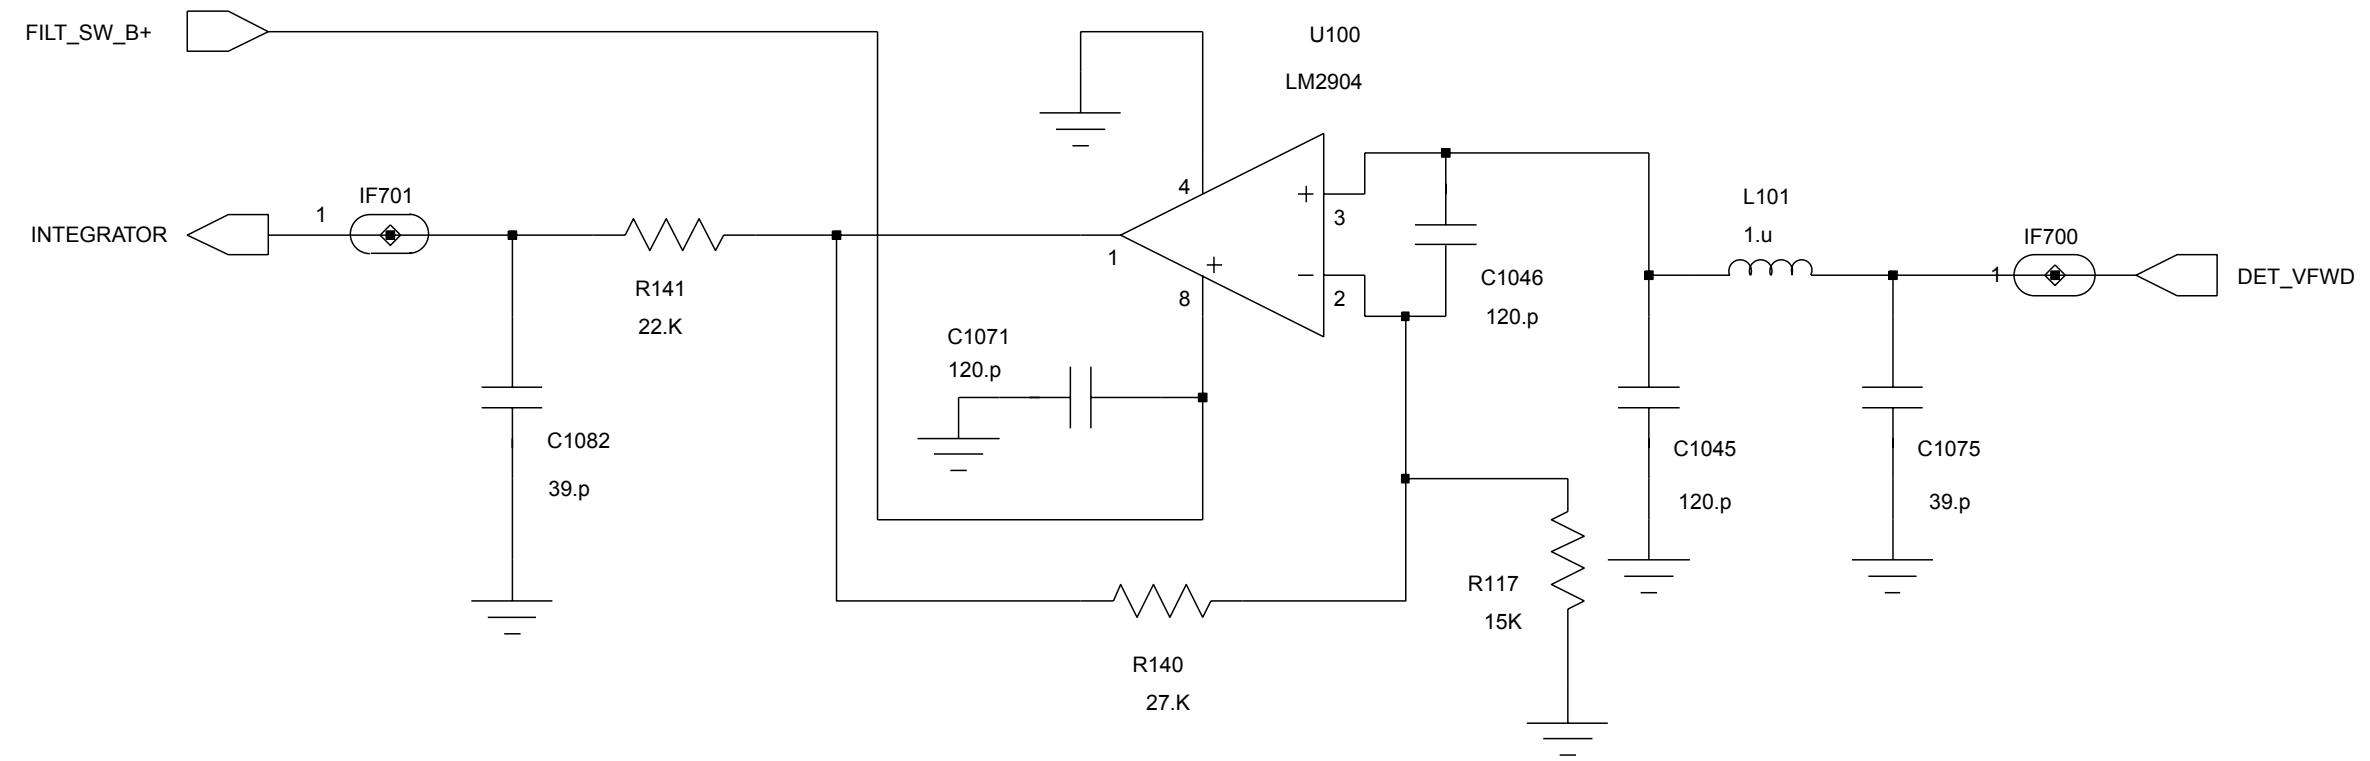 FILT_SW_B+
U100
LM2904
4
IF701
1
INTEGRATOR
1
R141
22.K
+
3
+
−
2
8
C1046
120.p
L101
1.u
IF700
1
DET_VFWD
C1071
120.p
C1082
39.p
C1045
120.p
C1075
39.p
R117
15K
R140
27.K